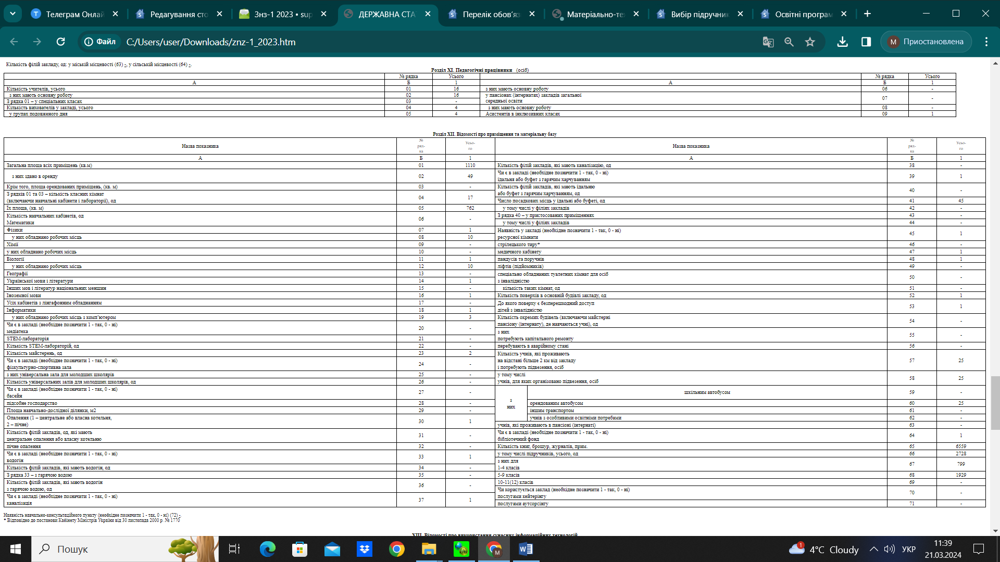 Телеграм Онлай
Редагування сто
Знз-1 2023 • sup
ДЕРЖАВНА СТА
Перелік обов'яз
Матеріально-те
Вибір підручник
Освітні програм
Файл
C:/Users/user/Downloads/znz-1_2023.htm
M Приостановлена
Кількість філій закладу, од: у міській місцевості (63) -, у сільській місцевості (64) -.
Розділ XI. Педагогічні працівники (осіб)
№ рядка Усього № рядка Усього
А Б 1 А Б 1
Кількість учителів, усього 01 16 з них мають основну роботу 06 -
з них мають основну роботу 02 16 у пансіонах (інтернатах) закладів загальної
середньої освіти 07 -
З рядка 01 – у спеціальних класах 03 -
Кількість вихователів у закладі, усього 04 4 з них мають основну роботу 08 -
у групах подовженого дня 05 4 Асистентів в інклюзивних класах 09 1
Розділ XII. Відомості про приміщення та матеріальну базу
Назва показника № ряд-ка Усьо-го Назва показника № ряд-ка Усьо-го
А Б 1 А Б 1
Загальна площа всіх приміщень (кв.м) 01 1110 Кількість філій закладів, які мають каналізацію, од 38 -
з них здано в оренду 02 49 Чи є в закладі (необхідне позначити 1 - так, 0 - ні)
їдальня або буфет з гарячим харчуванням 39 1
Крім того, площа орендованих приміщень, (кв. м) 03 - Кількість філій закладів, які мають їдальню
або буфет з гарячим харчуванням, од 40 -
З рядків 01 та 03 – кількість класних кімнат
(включаючи навчальні кабінети і лабораторії), од 04 17
Число посадкових місць у їдальні або буфеті, од 41 45
Їх площа, (кв. м) 05 762 у тому числі у філіях закладів 42 -
Кількість навчальних кабінетів, од
Математики 06 - З рядка 40 – у пристосованих приміщеннях 43 -
у тому числі у філіях закладів 44 -
Фізики 07 1 Наявність у закладі (необхідне позначити 1 - так, 0 - ні)
ресурсної кімнати 45 1
у них обладнано робочих місць 08 10
Хімії 09 - стрілецького тиру* 46 -
у них обладнано робочих місць 10 - медичного кабінету 47 1
Біології 11 1 пандусів та поручнів 48 1
у них обладнано робочих місць 12 10 ліфтів (підйомників) 49 -
Географії 13 - спеціально обладнаних туалетних кімнат для осіб
з інвалідністю 50 -
Української мови і літератури 14 1
Інших мов і літератур національних меншин 15 - кількість таких кімнат, од 51 -
Іноземної мови 16 1 Кількість поверхів в основній будівлі закладу, од 52 1
Усіх кабінетів з лінгафонним обладнанням 17 - До якого поверху є безперешкодний доступ
дітей з інвалідністю 53 1
Інформатики 18 1
у них обладнано робочих місць з комп'ютером 19 3 Кількість окремих будівель (включаючи майстерні
пансіону (інтернату), де навчаються учні), од 54 -
Чи є в закладі (необхідне позначити 1 - так, 0 - ні)
медіатека 20 - з них
потребують капітального ремонту 55 -
STEM-лабораторія 21 -
Кількість STEM-лабораторій, од 22 - перебувають в аварійному стані 56 -
Кількість майстерень, од 23 2 Кількість учнів, які проживають
на відстані більше 2 км від закладу
і потребують підвезення, осіб 57 25
Чи є в закладі (необхідне позначити 1 - так, 0 - ні)
фізкультурно-спортивна зала 24 -
з них універсальна зала для молодших школярів 25 - у тому числі
учнів, для яких організовано підвезення, осіб 58 25
Кількість універсальних залів для молодших школярів, од 26 -
Чи є в закладі (необхідне позначити 1 - так, 0 - ні)
басейн 27 - з них шкільним автобусом 59 -
підсобне господарство 28 - орендованим автобусом 60 25
Площа навчально-дослідної ділянки, м2 29 - іншим транспортом 61 -
Опалення (1 – центральне або власна котельня,
2 – пічне) 30 1 учнів з особливими освітніми потребами 62 -
учнів, які проживають в пансіоні (інтернаті) 63 -
Кількість філій закладів, од, які мають
центральне опалення або власну котельню 31 - Чи є в закладі (необхідне позначити 1 - так, 0 - ні)
бібліотечний фонд 64 1
пічне опалення 32 - Кількість книг, брошур, журналів, прим. 65 6559
Чи є в закладі (необхідне позначити 1 - так, 0 - ні)
водогін 33 1 у тому числі підручників, усього, од 66 2728
з них для
1-4 класів 67 799
Кількість філій закладів, які мають водогін, од 34 -
З рядка 33 – з гарячою водою 35 - 5-9 класів 68 1929
Кількість філій закладів, які мають водогін
з гарячою водою, од 36 - 10-11(12) класів 69 -
Чи користується заклад (необхідне позначити 1 - так, 0 - ні)
послугами кейтерінгу 70 -
Чи є в закладі (необхідне позначити 1 - так, 0 - ні)
каналізація 37 1 послугами аутсорсінгу 71 -
Наявність навчально-консультаційного пункту (необхідне позначити 1 - так, 0 - ні) (72) -.
* Відповідно до постанови Кабінету Міністрів України від 30 листопада 2000 р. № 1770
XIII. Відомості про використання сучасних інформаційних технологій
Пошук
1 4°C Cloudy
УКР
11:39
21.03.2024